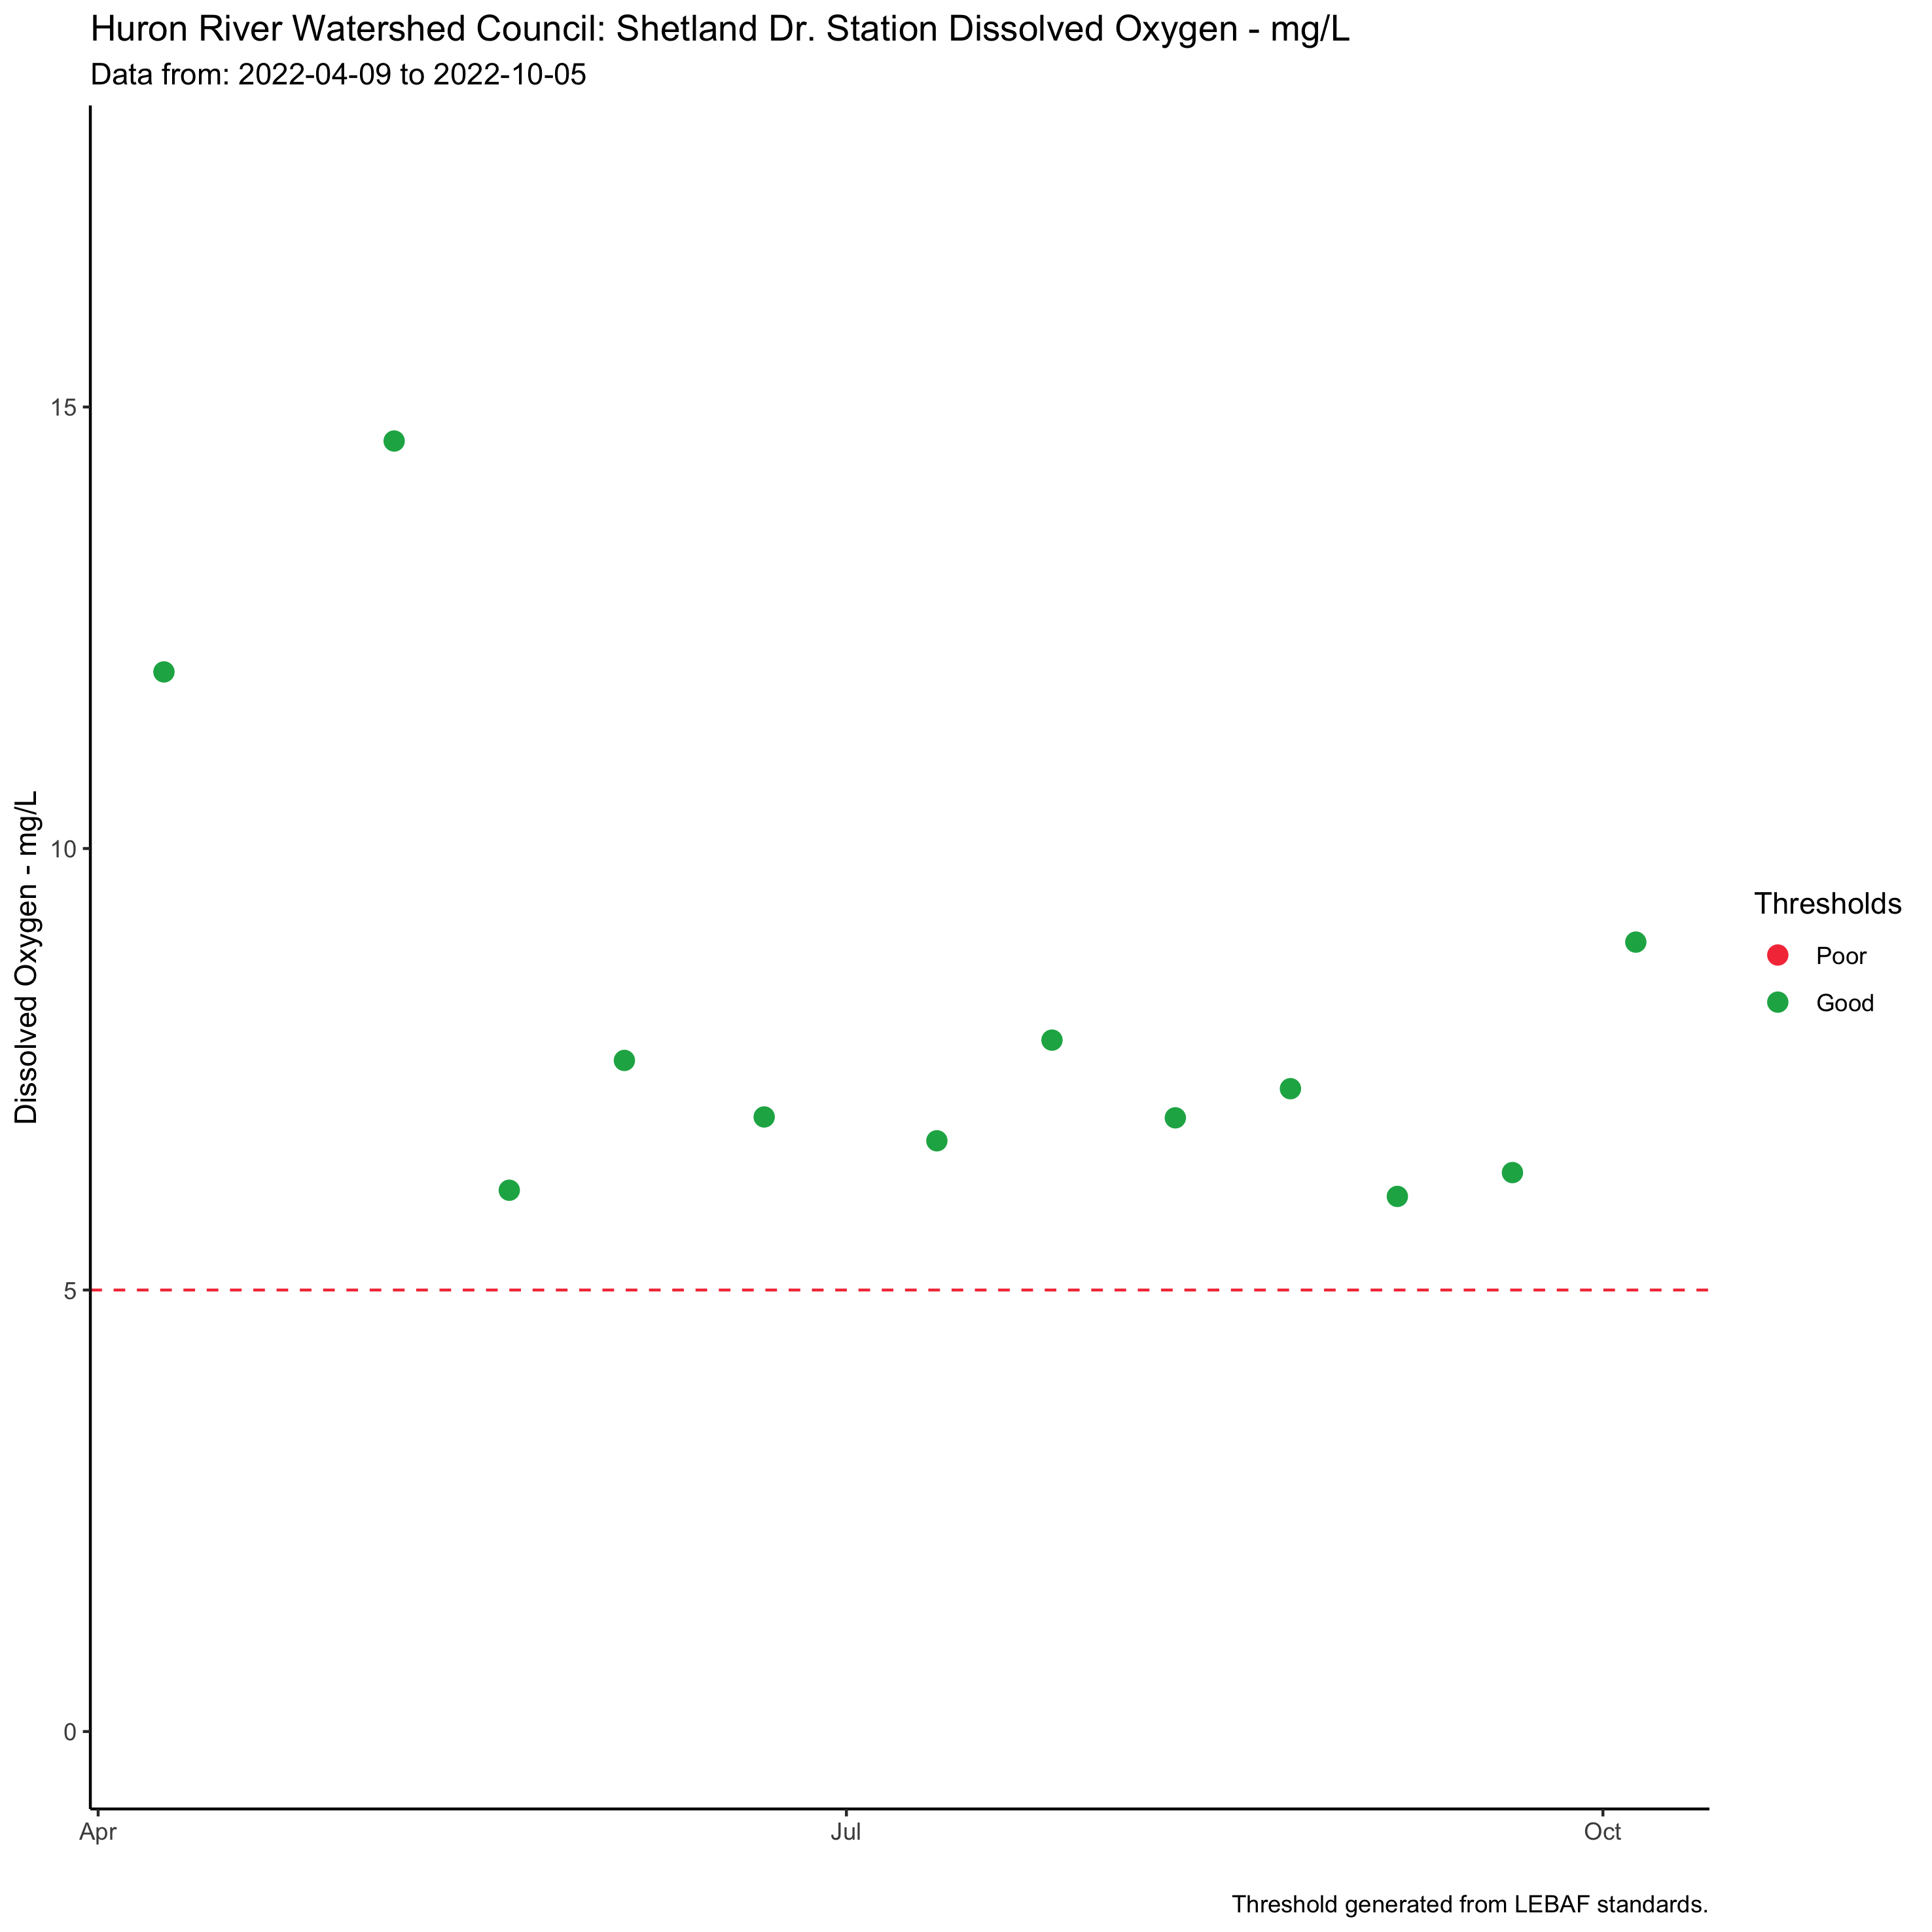 Huron River Watershed Council: Shetland Dr. Station Dissolved Oxygen - mg/L
Data from: 2022-04-09 to 2022-10-05
Dissolved Oxygen - mg/L
15
10
5
0
Apr
Jul
Oct
Thresholds
Poor
Good
Threshold generated from LEBAF standards.